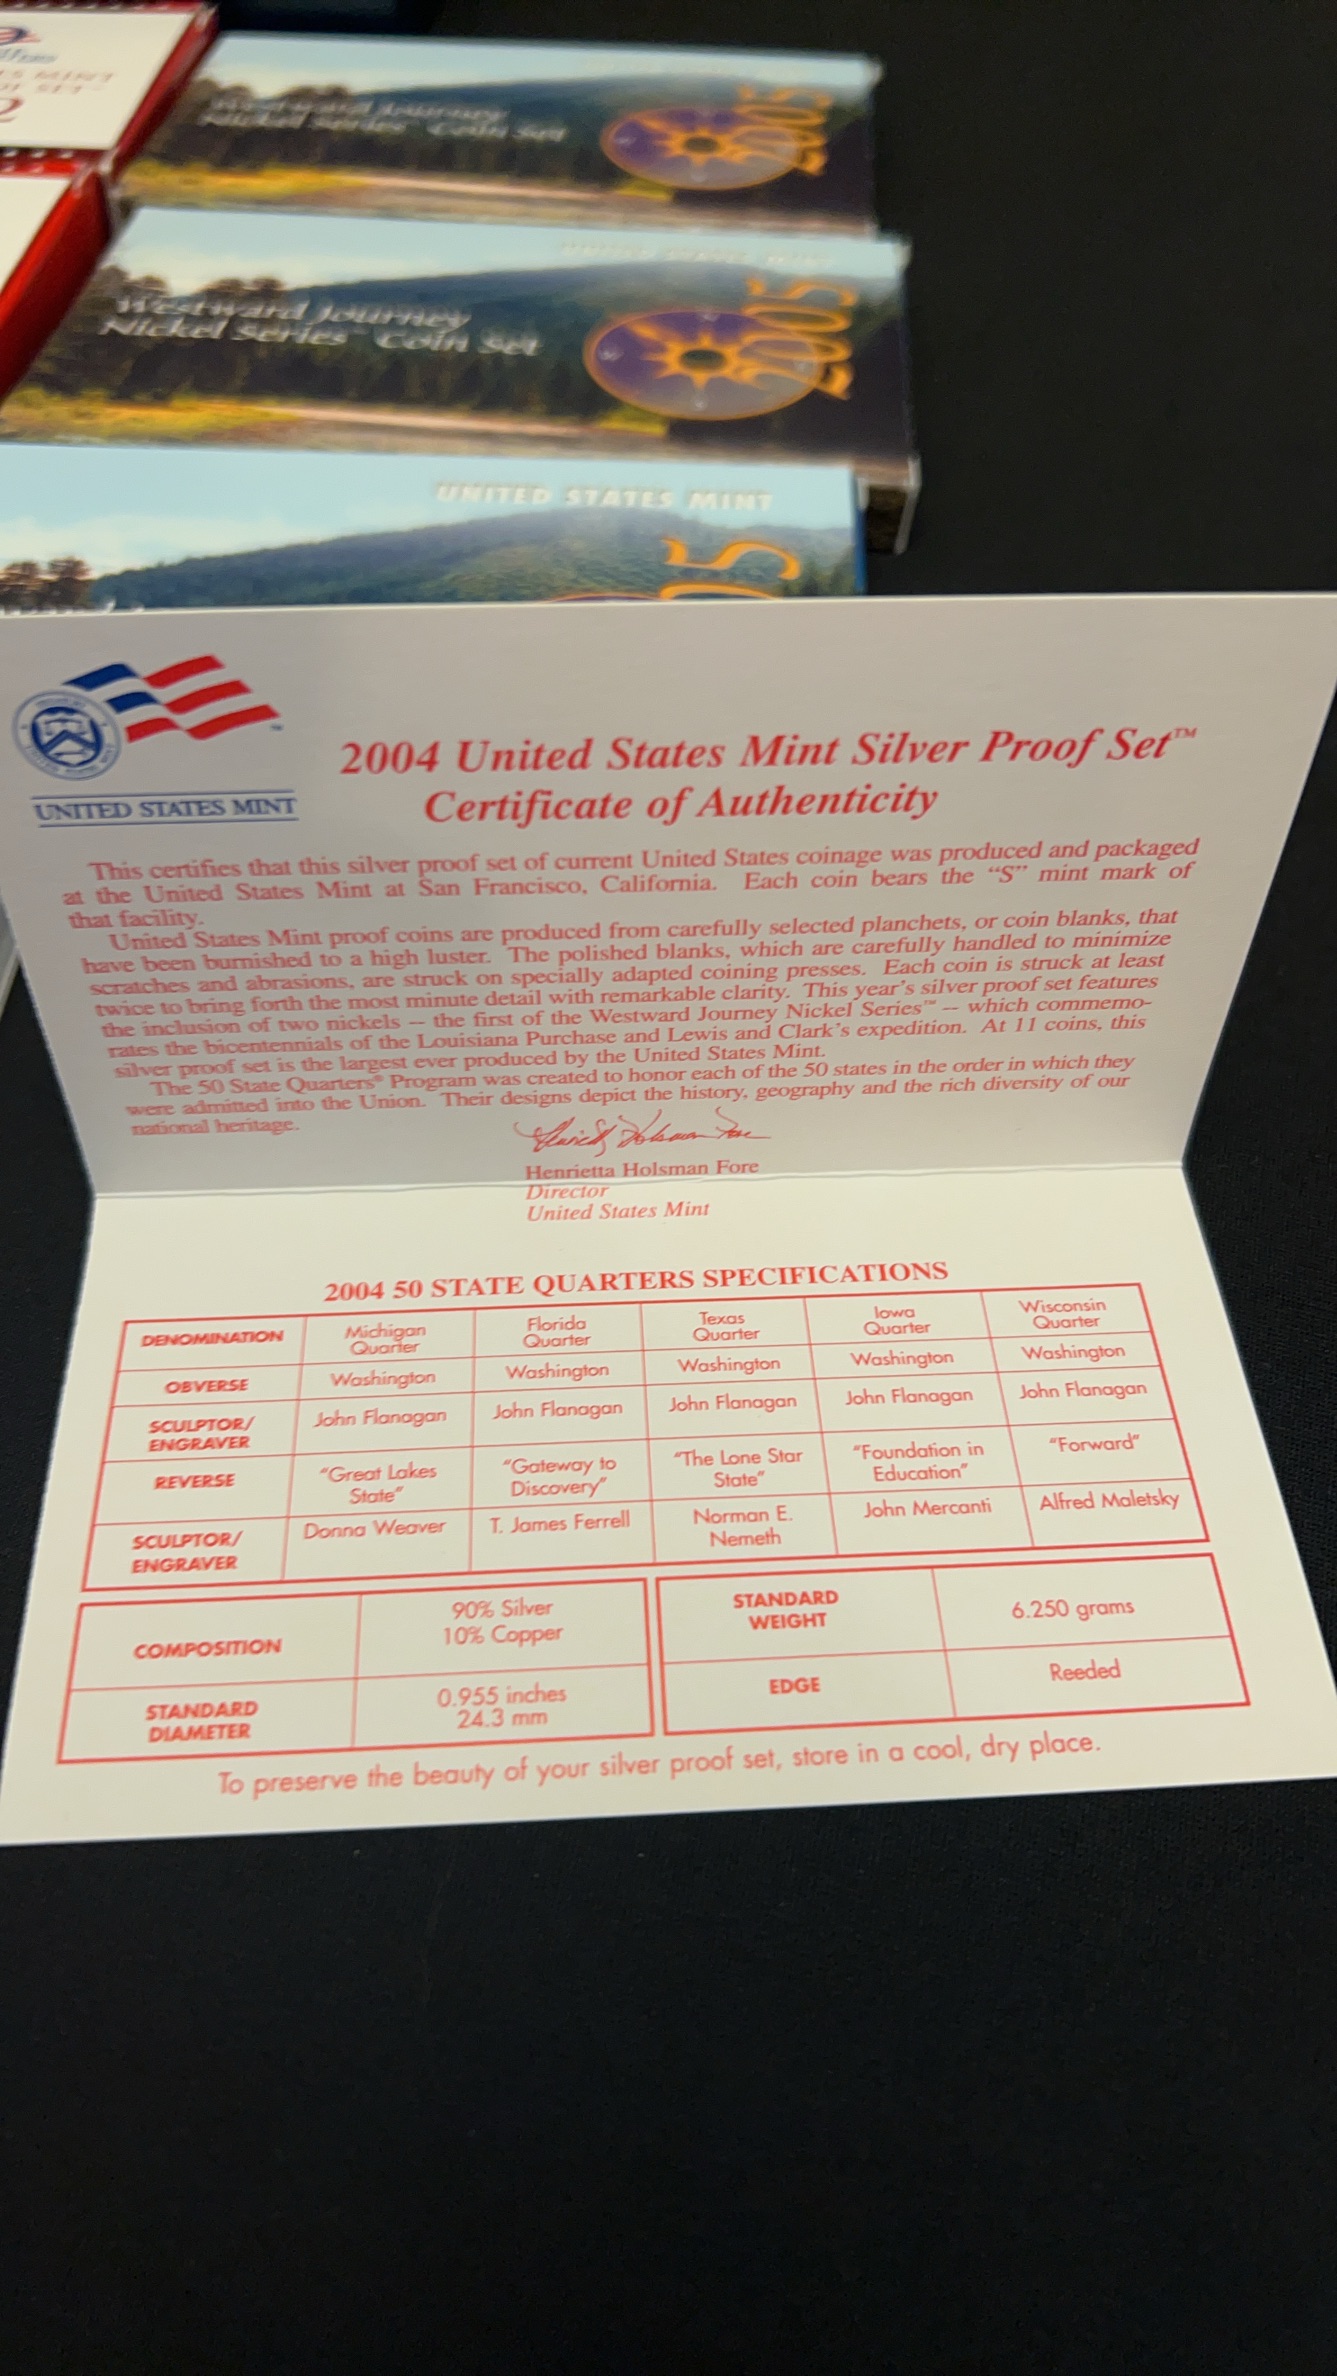 MINT
2
Westward Journey
Nickel Series™ Coin Set
2005
UNITED STATES MINT
Westward Journey
Nickel Series™ Coin Set
2005
UNITED STATES MINT
05
UNITED STATES MINT
2004 United States Mint Silver Proof Set™
Certificate of Authenticity
This certifies that this silver proof set of current United States coinage was produced and packaged
at the United States Mint at San Francisco, California. Each coin bears the “S” mint mark of
that facility.
United States Mint proof coins are produced from carefully selected planchets, or coin blanks, that
have been burnished to a high luster. The polished blanks, which are carefully handled to minimize
scratches and abrasions, are struck on specially adapted coining presses. Each coin is struck at least
twice to bring forth the most minute detail with remarkable clarity. This year's silver proof set features
the inclusion of two nickels -- the first of the Westward Journey Nickel Series™ -- which commemo-
rates the bicentennials of the Louisiana Purchase and Lewis and Clark's expedition. At 11 coins, this
silver proof set is the largest ever produced by the United States Mint.
The 50 State Quarters® Program was created to honor each of the 50 states in the order in which they
were admitted into the Union. Their designs depict the history, geography and the rich diversity of our
national heritage.
Henrietta Holsman Fore
Henrietta Holsman Fore
Director
United States Mint
2004 50 STATE QUARTERS SPECIFICATIONS
DENOMINATION Michigan Quarter Florida Quarter Texas Quarter Iowa Quarter Wisconsin Quarter
OBVERSE Washington Washington Washington Washington Washington
SCULPTOR/ENGRAVER John Flanagan John Flanagan John Flanagan John Flanagan John Flanagan
REVERSE “Great Lakes State” “Gateway to Discovery” “The Lone Star State” “Foundation in Education” “Forward”
SCULPTOR/ENGRAVER Donna Weaver T. James Ferrell Norman E. Nemeth John Mercanti Alfred Maletsky
COMPOSITION 90% Silver 10% Copper
STANDARD WEIGHT 6.250 grams
STANDARD DIAMETER 0.955 inches 24.3 mm
EDGE Reeded
To preserve the beauty of your silver proof set, store in a cool, dry place.